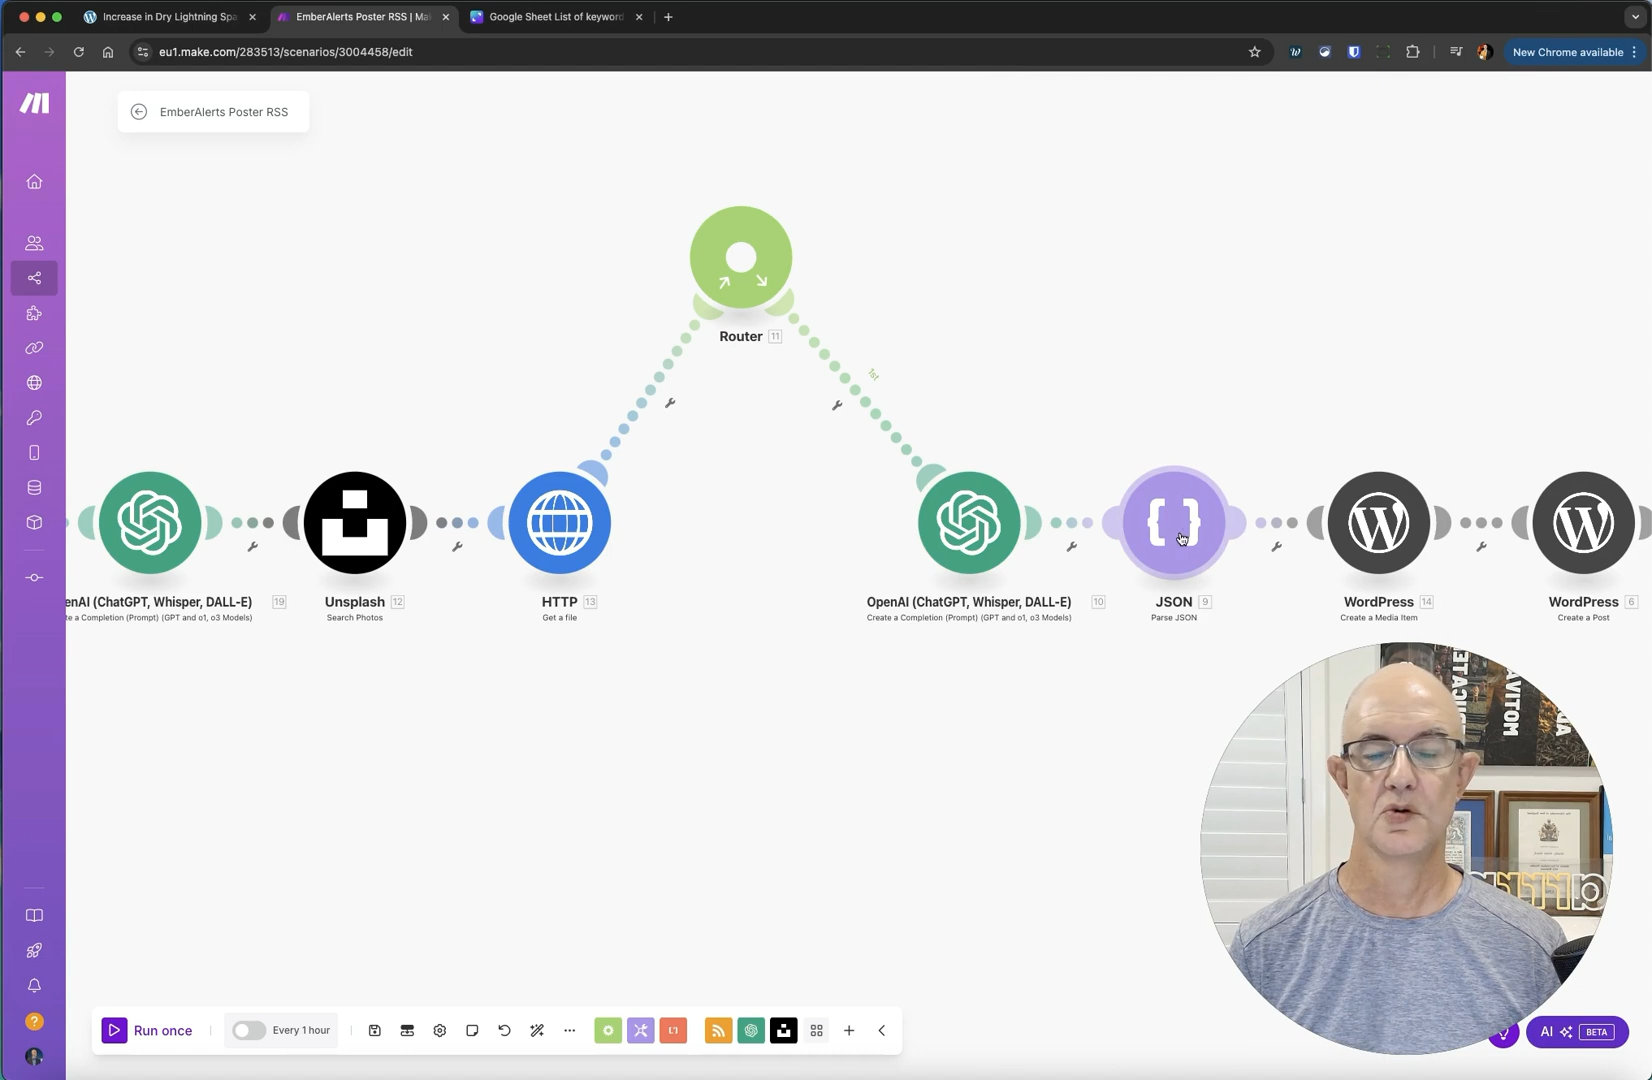 Increase in Dry Lightning Spa
EmberAlerts Poster RSS | Ma
Google Sheet List of keyword
eu1.make.com/283513/scenarios/3004458/edit
New Chrome available
EmberAlerts Poster RSS
Router 11
1st
enAI (ChatGPT, Whisper, DALL-E) 19
te a Completion (Prompt) (GPT and o1, o3 Models)
Unsplash 12
Search Photos
HTTP 13
Get a file
OpenAI (ChatGPT, Whisper, DALL-E) 10
Create a Completion (Prompt) (GPT and o1, o3 Models)
JSON 9
Parse JSON
WordPress 14
Create a Media Item
WordPress 6
Create a Post
Run once
Every 1 hour
AI BETA